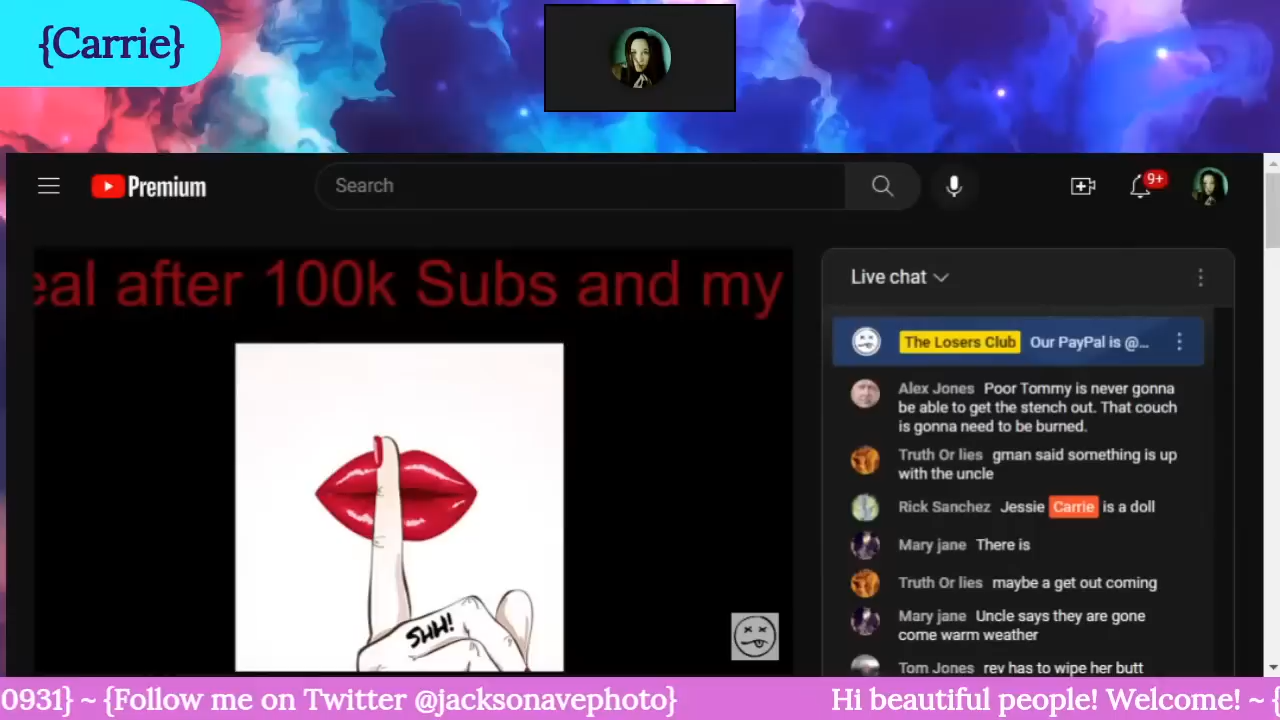 {Carrie}
Premium
Search
9+
eal after 100k Subs and my
SHH!
Live chat
The Losers Club Our PayPal is @...
Alex Jones Poor Tommy is never gonna
be able to get the stench out. That couch
is gonna need to be burned.
Truth Or lies gman said something is up
with the uncle
Rick Sanchez Jessie Carrie is a doll
Mary jane There is
Truth Or lies maybe a get out coming
Mary jane Uncle says they are gone
come warm weather
Tom Jones rev has to wipe her butt
0931} ~ {Follow me on Twitter @jacksonavephoto} Hi beautiful people! Welcome! ~ {